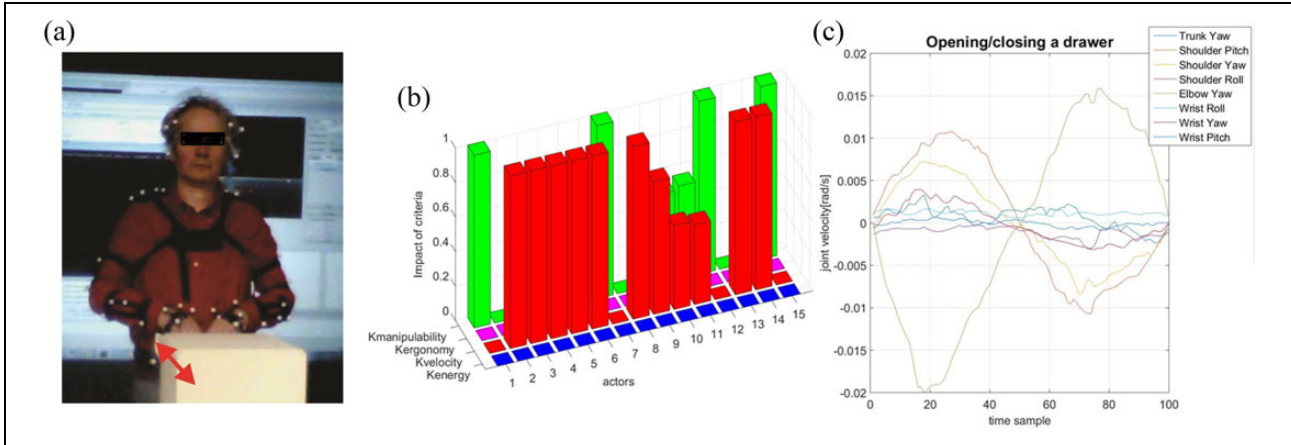 (a)
(b)
Impact of criteria
1
0.8
0.6
0.4
0.2
0
Kmanipulability
Kergonomy
Kvelocity
Kenergy
1 2 3 4 5 6 7 8 9 10 11 12 13 14 15
actors
(c)
Opening/closing a drawer
joint velocity[rad/s]
0.02
0.015
0.01
0.005
0
-0.005
-0.01
-0.015
-0.02
0 20 40 60 80 100
time sample
Trunk Yaw
Shoulder Pitch
Shoulder Yaw
Shoulder Roll
Elbow Yaw
Wrist Roll
Wrist Yaw
Wrist Pitch